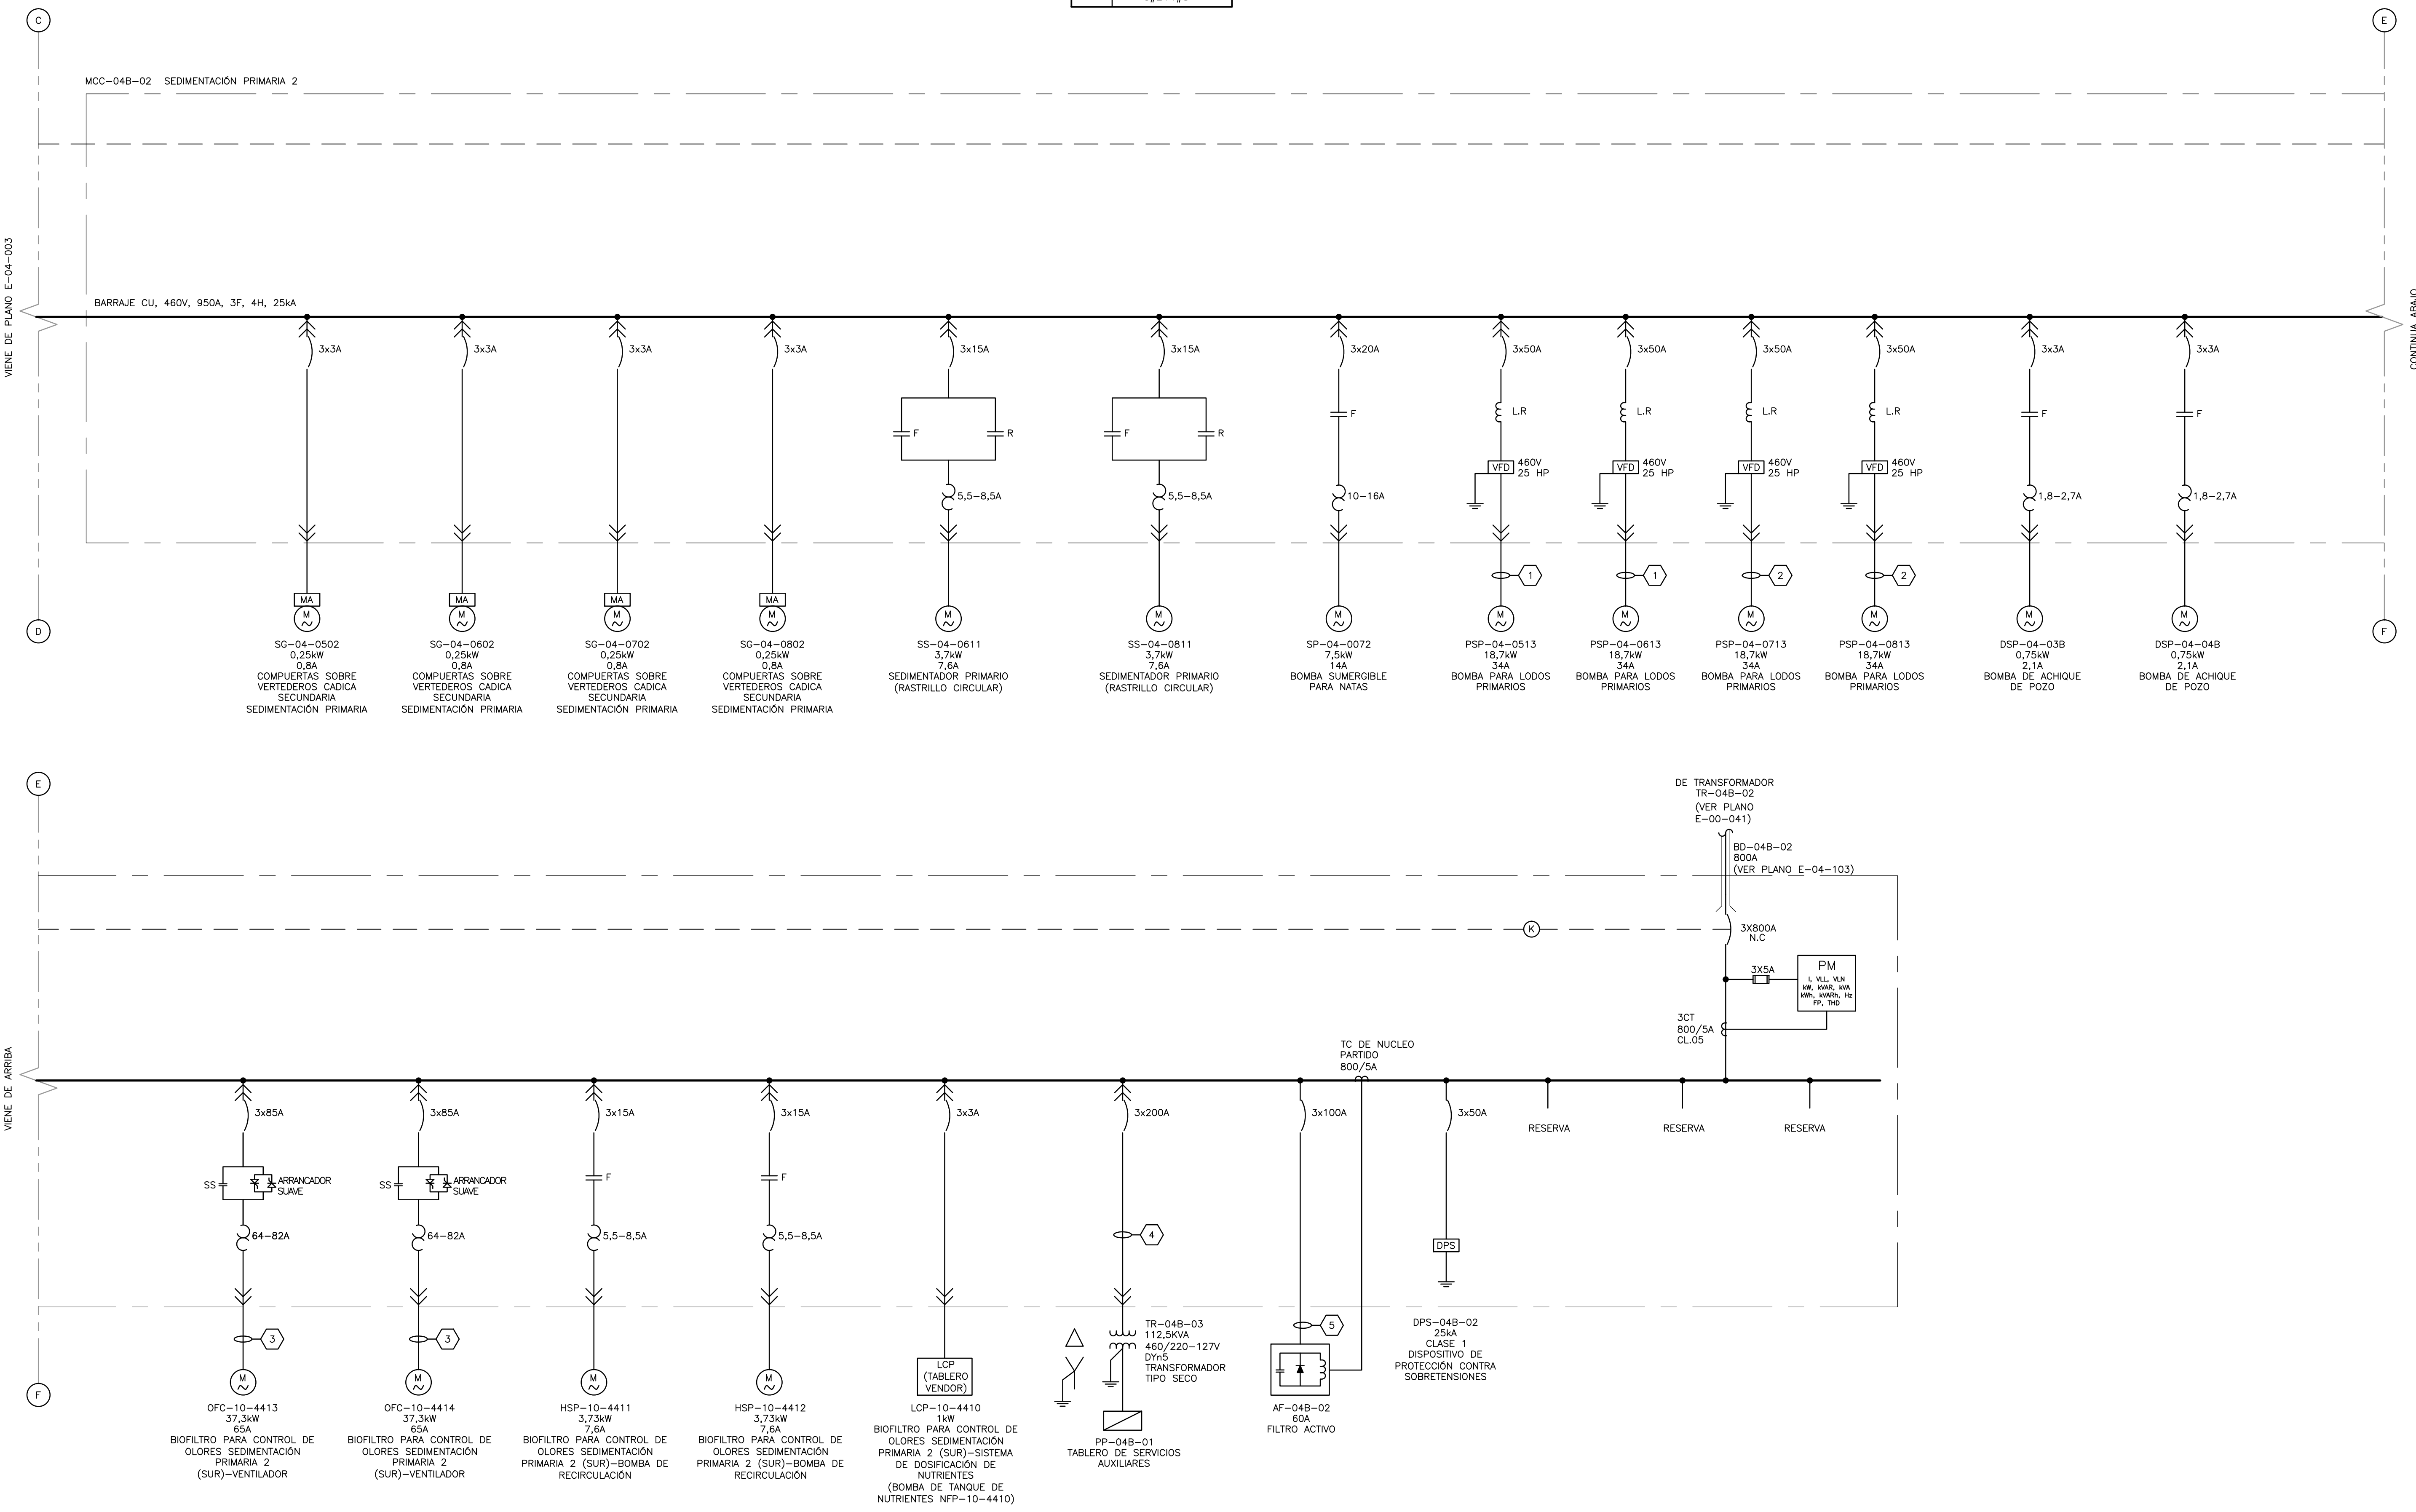 C
E
MCC-04B-02 SEDIMENTACIÓN PRIMARIA 2
VIENE DE PLANO E-04-003
BARRAJE CU, 460V, 950A, 3F, 4H, 25kA
CONTINUA ABAJO
3x3A
3x3A
3x3A
3x3A
3x15A
3x15A
3x20A
3x50A
3x50A
3x50A
3x50A
3x3A
3x3A
F
R
F
R
F
L.R
L.R
L.R
L.R
F
F
VFD
460V
25 HP
VFD
460V
25 HP
VFD
460V
25 HP
VFD
460V
25 HP
5,5-8,5A
5,5-8,5A
10-16A
1,8-2,7A
1,8-2,7A
1
1
2
2
D
F
MA
M
SG-04-0502
0,25kW
0,8A
COMPUERTAS SOBRE
VERTEDEROS CADICA
SECUNDARIA
SEDIMENTACIÓN PRIMARIA
MA
M
SG-04-0602
0,25kW
0,8A
COMPUERTAS SOBRE
VERTEDEROS CADICA
SECUNDARIA
SEDIMENTACIÓN PRIMARIA
MA
M
SG-04-0702
0,25kW
0,8A
COMPUERTAS SOBRE
VERTEDEROS CADICA
SECUNDARIA
SEDIMENTACIÓN PRIMARIA
MA
M
SG-04-0802
0,25kW
0,8A
COMPUERTAS SOBRE
VERTEDEROS CADICA
SECUNDARIA
SEDIMENTACIÓN PRIMARIA
M
SS-04-0611
3,7kW
7,6A
SEDIMENTADOR PRIMARIO
(RASTRILLO CIRCULAR)
M
SS-04-0811
3,7kW
7,6A
SEDIMENTADOR PRIMARIO
(RASTRILLO CIRCULAR)
M
SP-04-0072
7,5kW
14A
BOMBA SUMERGIBLE
PARA NATAS
M
PSP-04-0513
18,7kW
34A
BOMBA PARA LODOS
PRIMARIOS
M
PSP-04-0613
18,7kW
34A
BOMBA PARA LODOS
PRIMARIOS
M
PSP-04-0713
18,7kW
34A
BOMBA PARA LODOS
PRIMARIOS
M
PSP-04-0813
18,7kW
34A
BOMBA PARA LODOS
PRIMARIOS
M
DSP-04-03B
0,75kW
2,1A
BOMBA DE ACHIQUE
DE POZO
M
DSP-04-04B
0,75kW
2,1A
BOMBA DE ACHIQUE
DE POZO
E
DE TRANSFORMADOR
TR-04B-02
(VER PLANO
E-00-041)
BD-04B-02
800A
(VER PLANO E-04-103)
K
3X800A
N.C
3X5A
PM
I, VLL, VLN
kW, kVAR, kVA
kWh, kVARh, Hz
FP, THD
3CT
800/5A
CL.05
TC DE NUCLEO
PARTIDO
800/5A
VIENE DE ARRIBA
3x85A
3x85A
3x15A
3x15A
3x3A
3x200A
3x100A
3x50A
RESERVA
RESERVA
RESERVA
SS
ARRANCADOR
SUAVE
SS
ARRANCADOR
SUAVE
F
F
64-82A
64-82A
5,5-8,5A
5,5-8,5A
4
DPS
3
3
5
F
M
OFC-10-4413
37,3kW
65A
BIOFILTRO PARA CONTROL DE
OLORES SEDIMENTACIÓN
PRIMARIA 2
(SUR)-VENTILADOR
M
OFC-10-4414
37,3kW
65A
BIOFILTRO PARA CONTROL DE
OLORES SEDIMENTACIÓN
PRIMARIA 2
(SUR)-VENTILADOR
M
HSP-10-4411
3,73kW
7,6A
BIOFILTRO PARA CONTROL DE
OLORES SEDIMENTACIÓN
PRIMARIA 2 (SUR)-BOMBA DE
RECIRCULACIÓN
M
HSP-10-4412
3,73kW
7,6A
BIOFILTRO PARA CONTROL DE
OLORES SEDIMENTACIÓN
PRIMARIA 2 (SUR)-BOMBA DE
RECIRCULACIÓN
LCP
(TABLERO
VENDOR)
LCP-10-4410
1kW
BIOFILTRO PARA CONTROL DE
OLORES SEDIMENTACIÓN
PRIMARIA 2 (SUR)-SISTEMA
DE DOSIFICACIÓN DE
NUTRIENTES
(BOMBA DE TANQUE DE
NUTRIENTES NFP-10-4410)
TR-04B-03
112,5KVA
460/220-127V
DYn5
TRANSFORMADOR
TIPO SECO
PP-04B-01
TABLERO DE SERVICIOS
AUXILIARES
AF-04B-02
60A
FILTRO ACTIVO
DPS-04B-02
25kA
CLASE 1
DISPOSITIVO DE
PROTECCIÓN CONTRA
SOBRETENSIONES